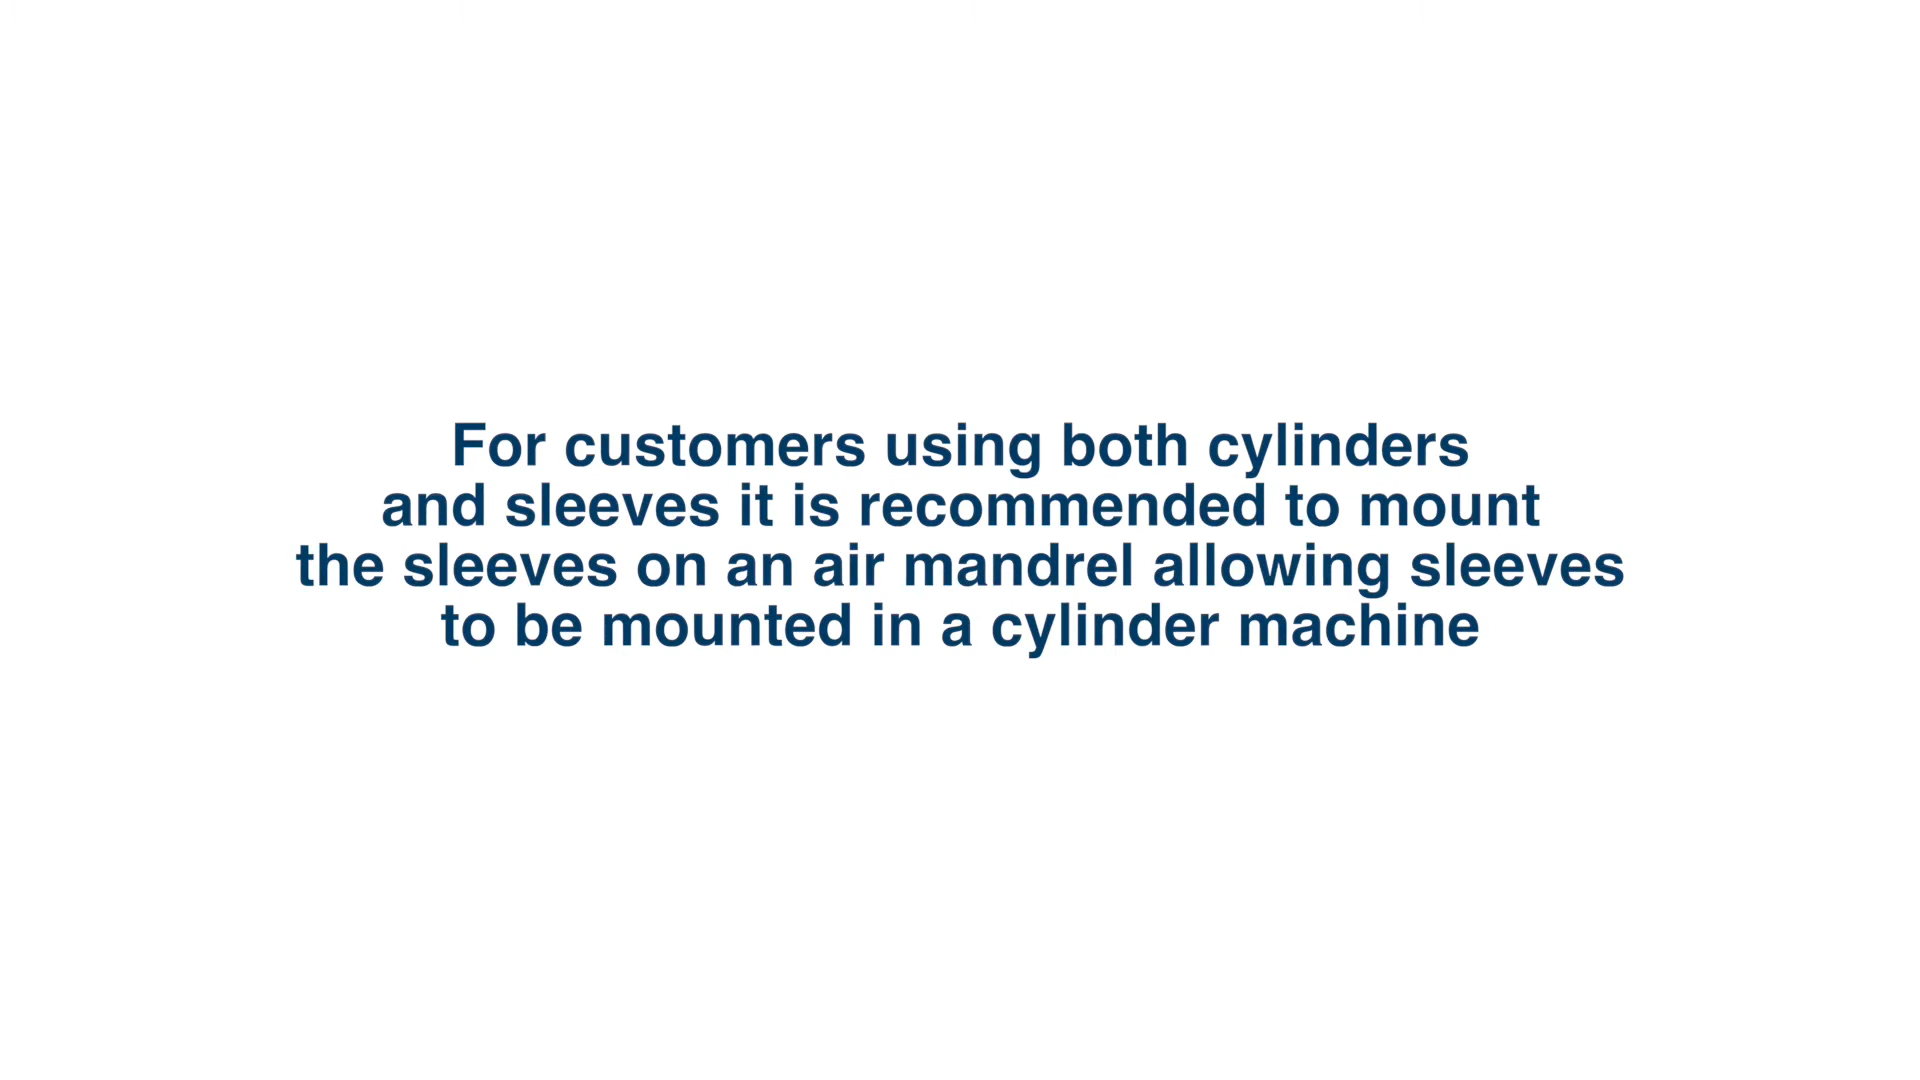 For customers using both cylinders
and sleeves it is recommended to mount
the sleeves on an air mandrel allowing sleeves
to be mounted in a cylinder machine